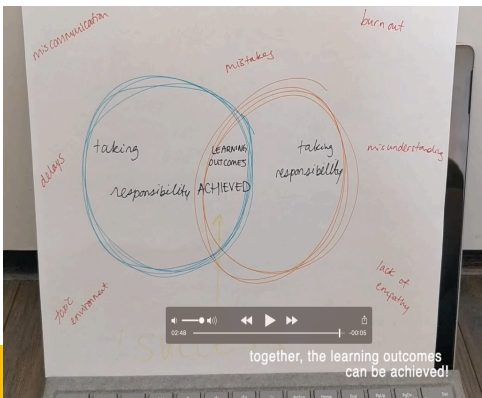 miscommunication
burn out
mistakes
taking
responsibility
LEARNING
OUTCOMES
ACHIEVED
taking
responsibility
misunderstanding
delays
toxic
environment
lack of
empathy
02:48
-00:05
together, the learning outcomes
can be achieved!